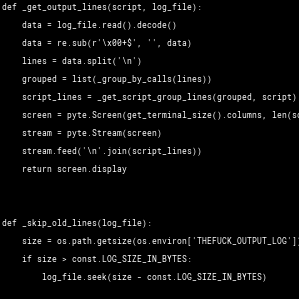 def _get_output_lines(script, log_file):
    data = log_file.read().decode()
    data = re.sub(r'\x00+$', '', data)
    lines = data.split('\n')
    grouped = list(_group_by_calls(lines))
    script_lines = _get_script_group_lines(grouped, script)
    screen = pyte.Screen(get_terminal_size().columns, len(sc
    stream = pyte.Stream(screen)
    stream.feed('\n'.join(script_lines))
    return screen.display
def _skip_old_lines(log_file):
    size = os.path.getsize(os.environ['THEFUCK_OUTPUT_LOG'])
    if size > const.LOG_SIZE_IN_BYTES:
        log_file.seek(size - const.LOG_SIZE_IN_BYTES)